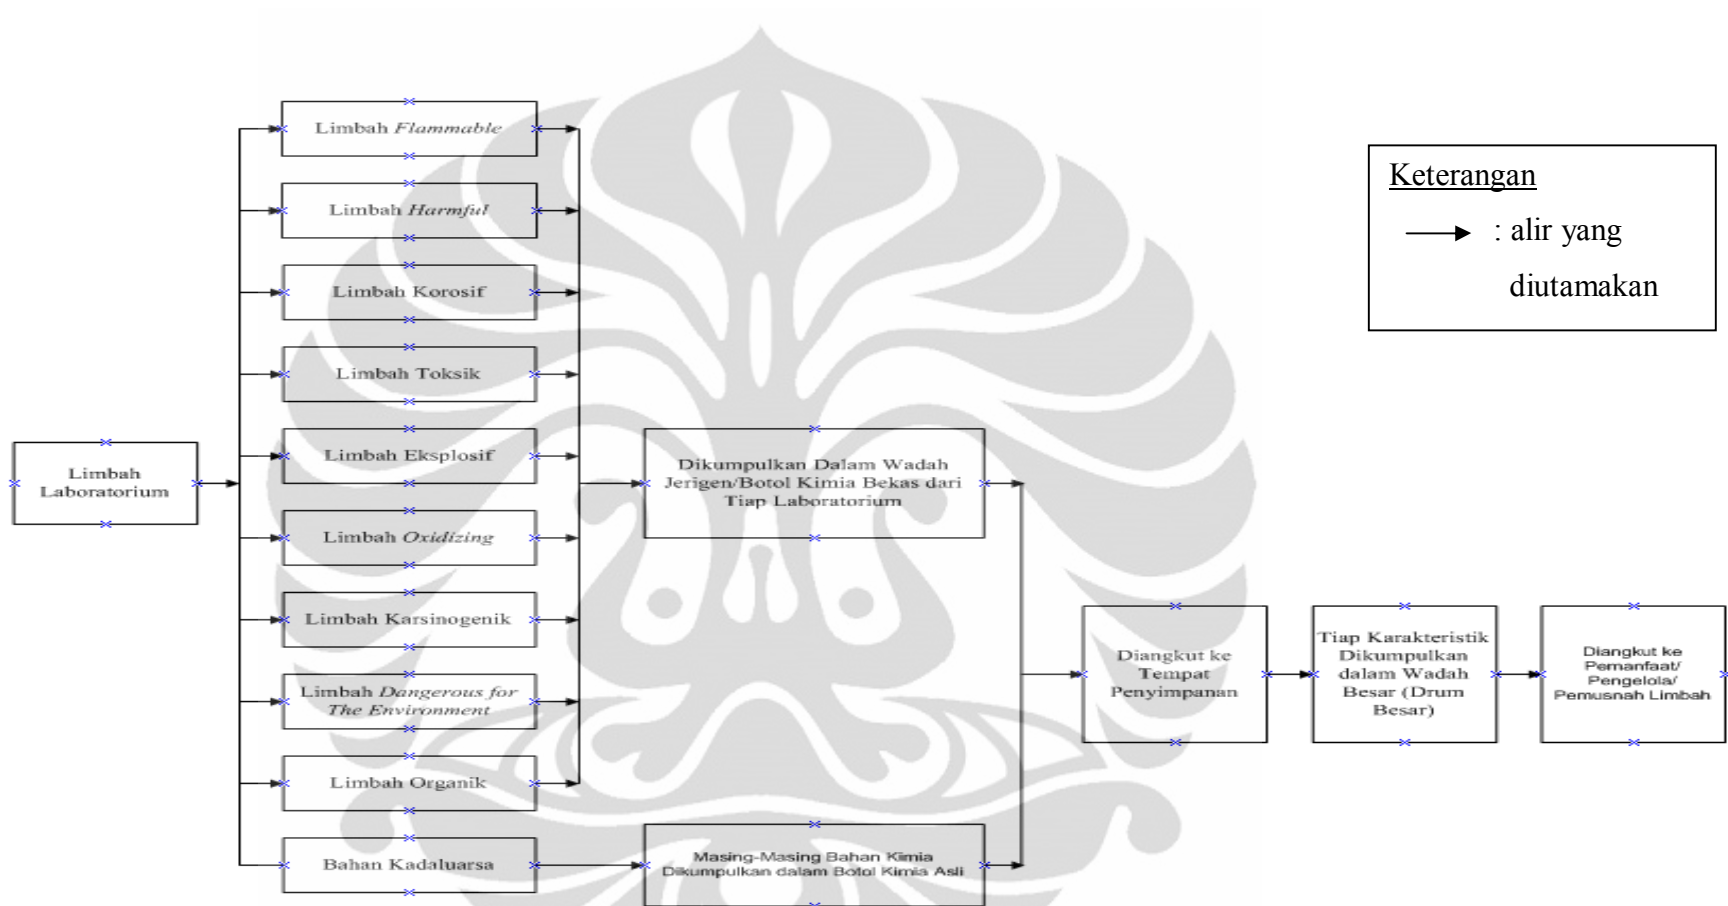 Limbah Flammable
Limbah Harmful
Limbah Korosif
Limbah Toksik
Limbah Eksplosif
Limbah
Laboratorium
Limbah Oxidizing
Limbah Karsinogenik
Limbah Dangerous for
The Environment
Limbah Organik
Bahan Kadaluarsa
Dikumpulkan Dalam Wadah
Jerigen/Botol Kimia Bekas dari
Tiap Laboratorium
Masing-Masing Bahan Kimia
Dikumpulkan dalam Botol Kimia Asli
Diangkut ke
Tempat
Penyimpanan
Tiap Karakteristik
Dikumpulkan
dalam Wadah
Besar (Drum
Besar)
Diangkut ke
Pemanfaat/
Pengelola/
Pemusnah Limbah
Keterangan
: alir yang
diutamakan